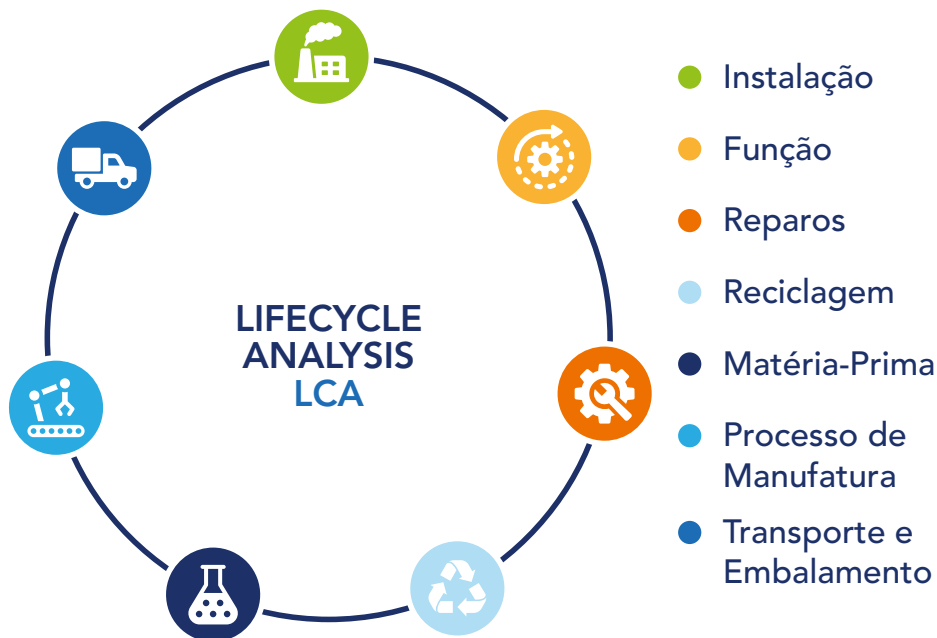 LIFECYCLE
ANALYSIS
LCA
Instalação
Função
Reparos
Reciclagem
Matéria-Prima
Processo de
Manufatura
Transporte e
Embalamento